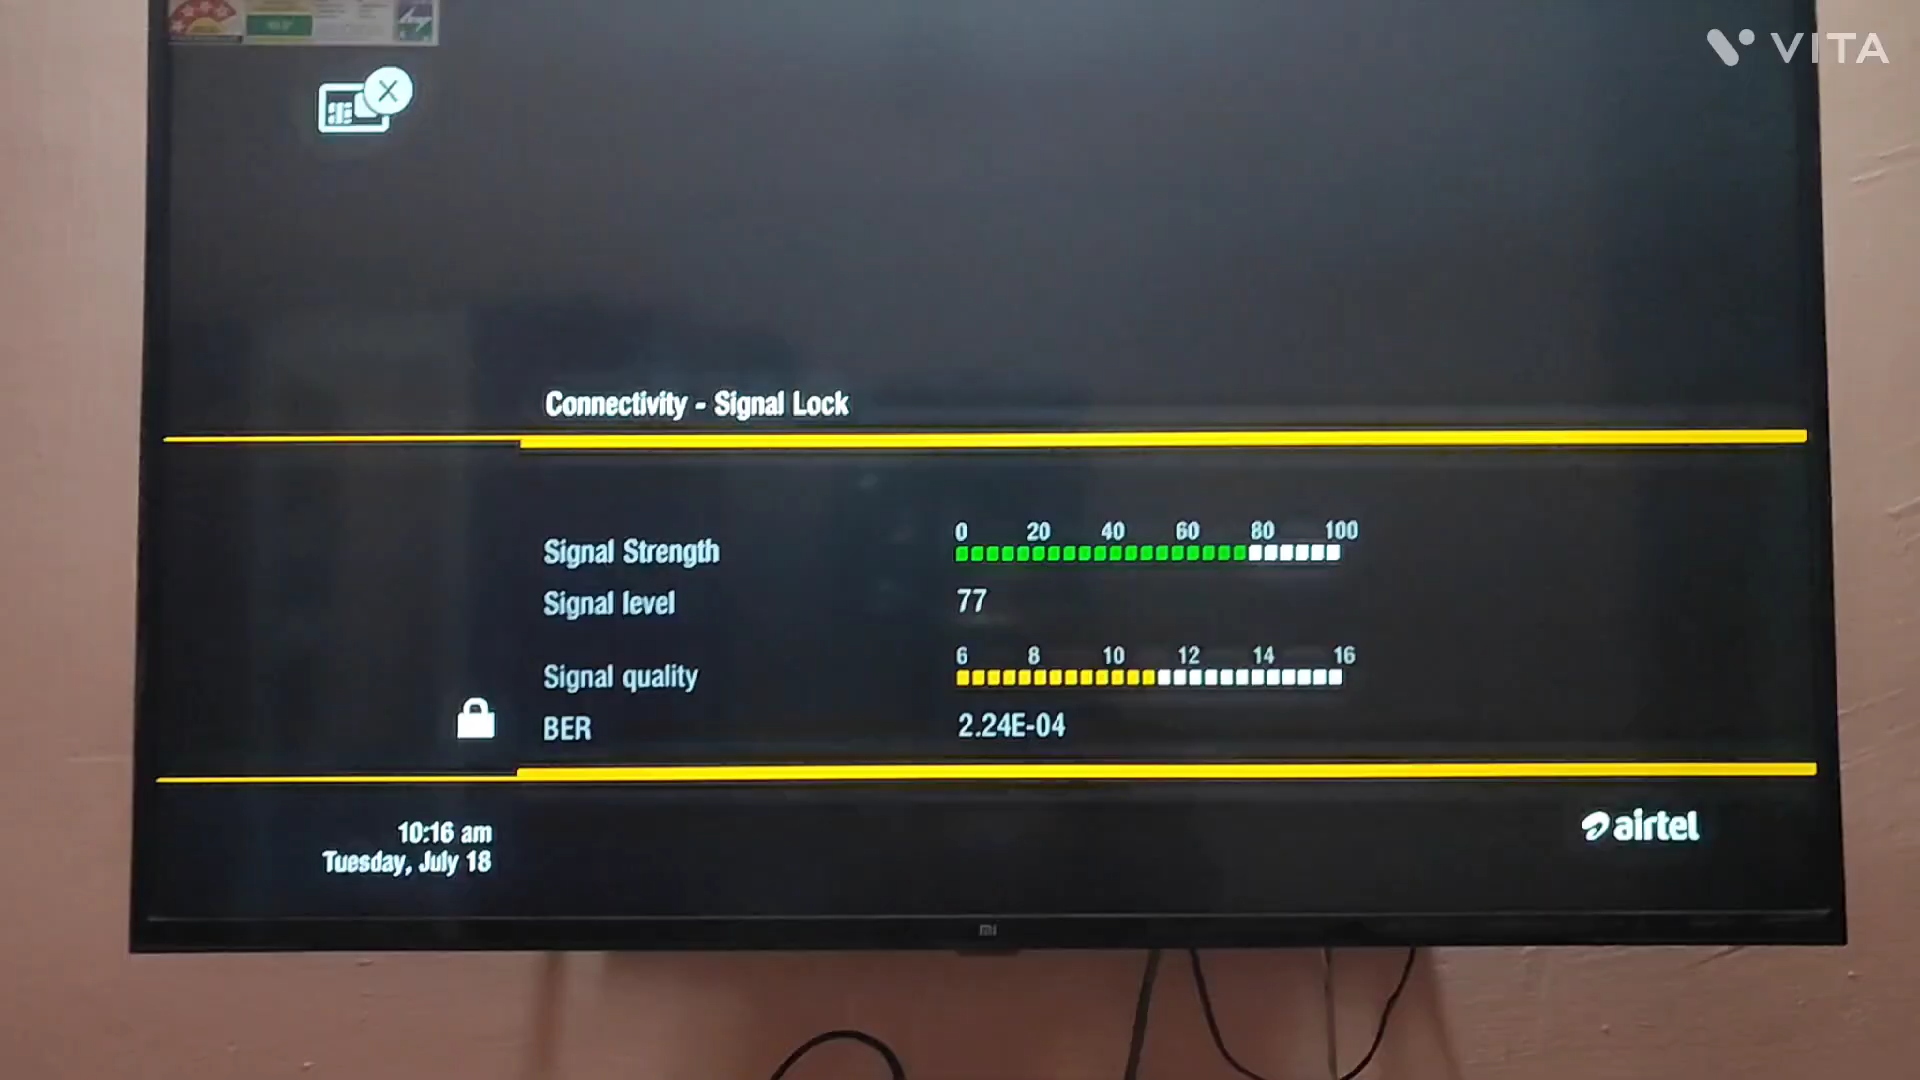 VITA
Connectivity - Signal Lock
0 20 40 60 80 100
Signal Strength
Signal level 77
6 8 10 12 14 16
Signal quality
BER 2.24E-04
10:16 am
Tuesday, July 18
airtel
mi